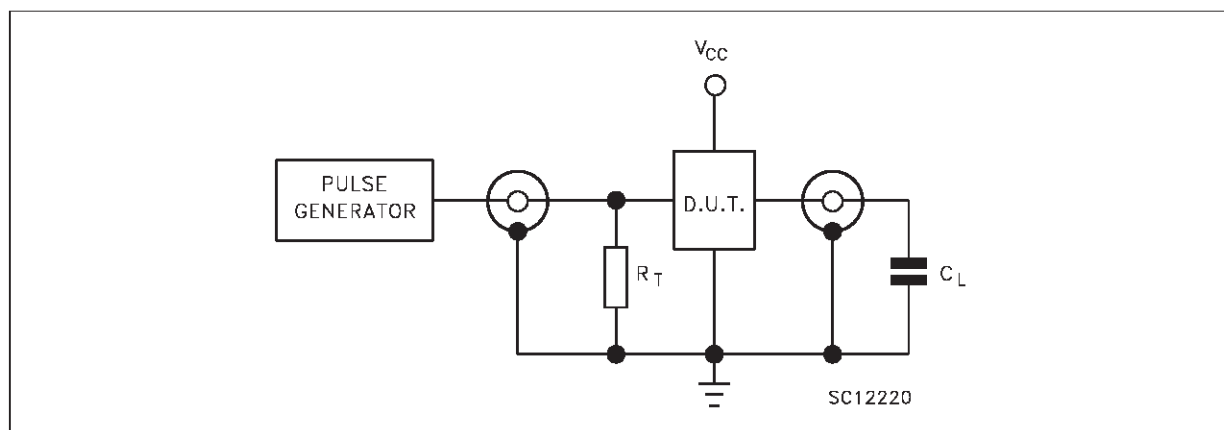 VCC
PULSE
GENERATOR
D.U.T.
RT
CL
SC12220